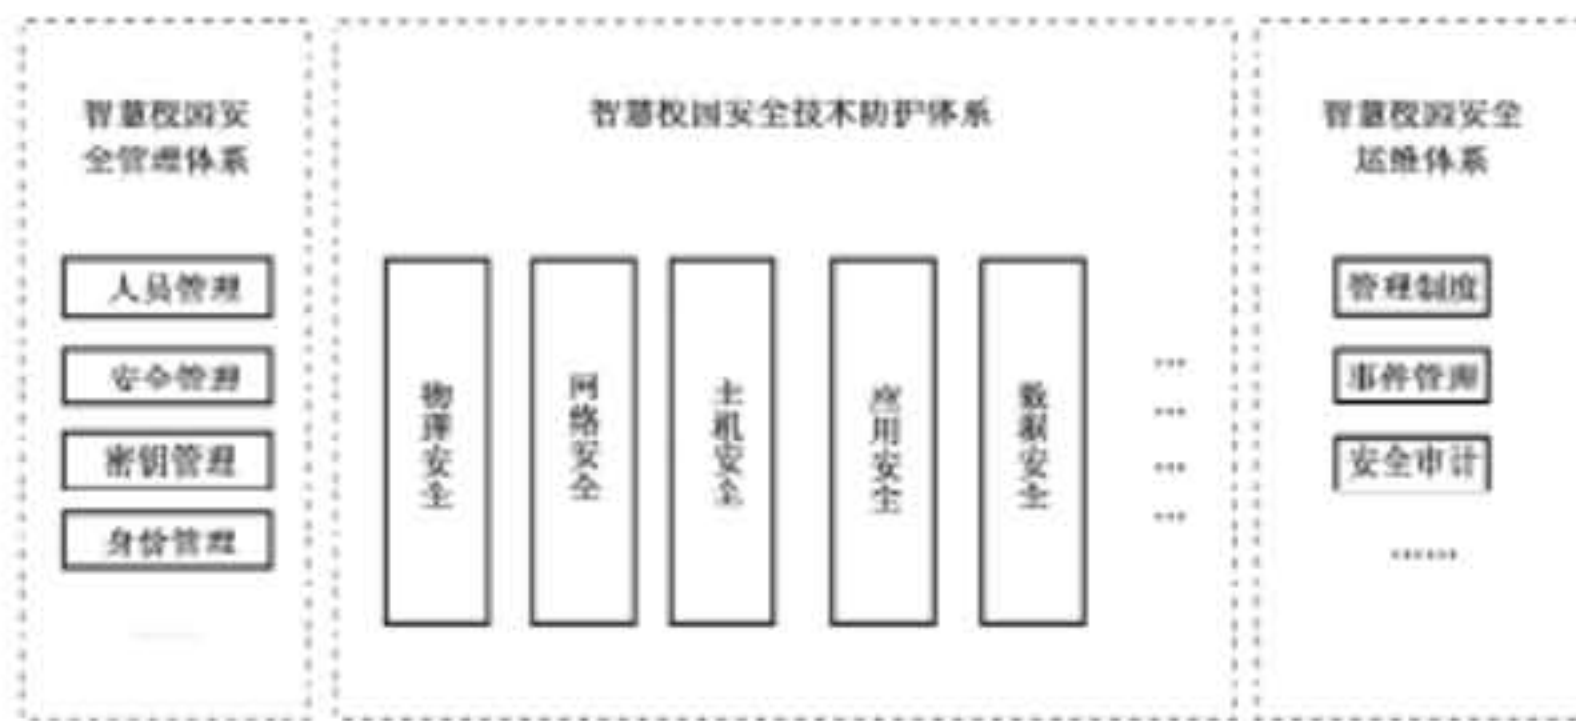 智慧校园安
全管理体系
人员管理
安全管理
密钥管理
身份管理
智慧校园安全技术防护体系
物理安全
网络安全
主机安全
应用安全
数据安全
…
…
…
…
智慧校园安全
运维体系
管理制度
事件管理
安全审计
……